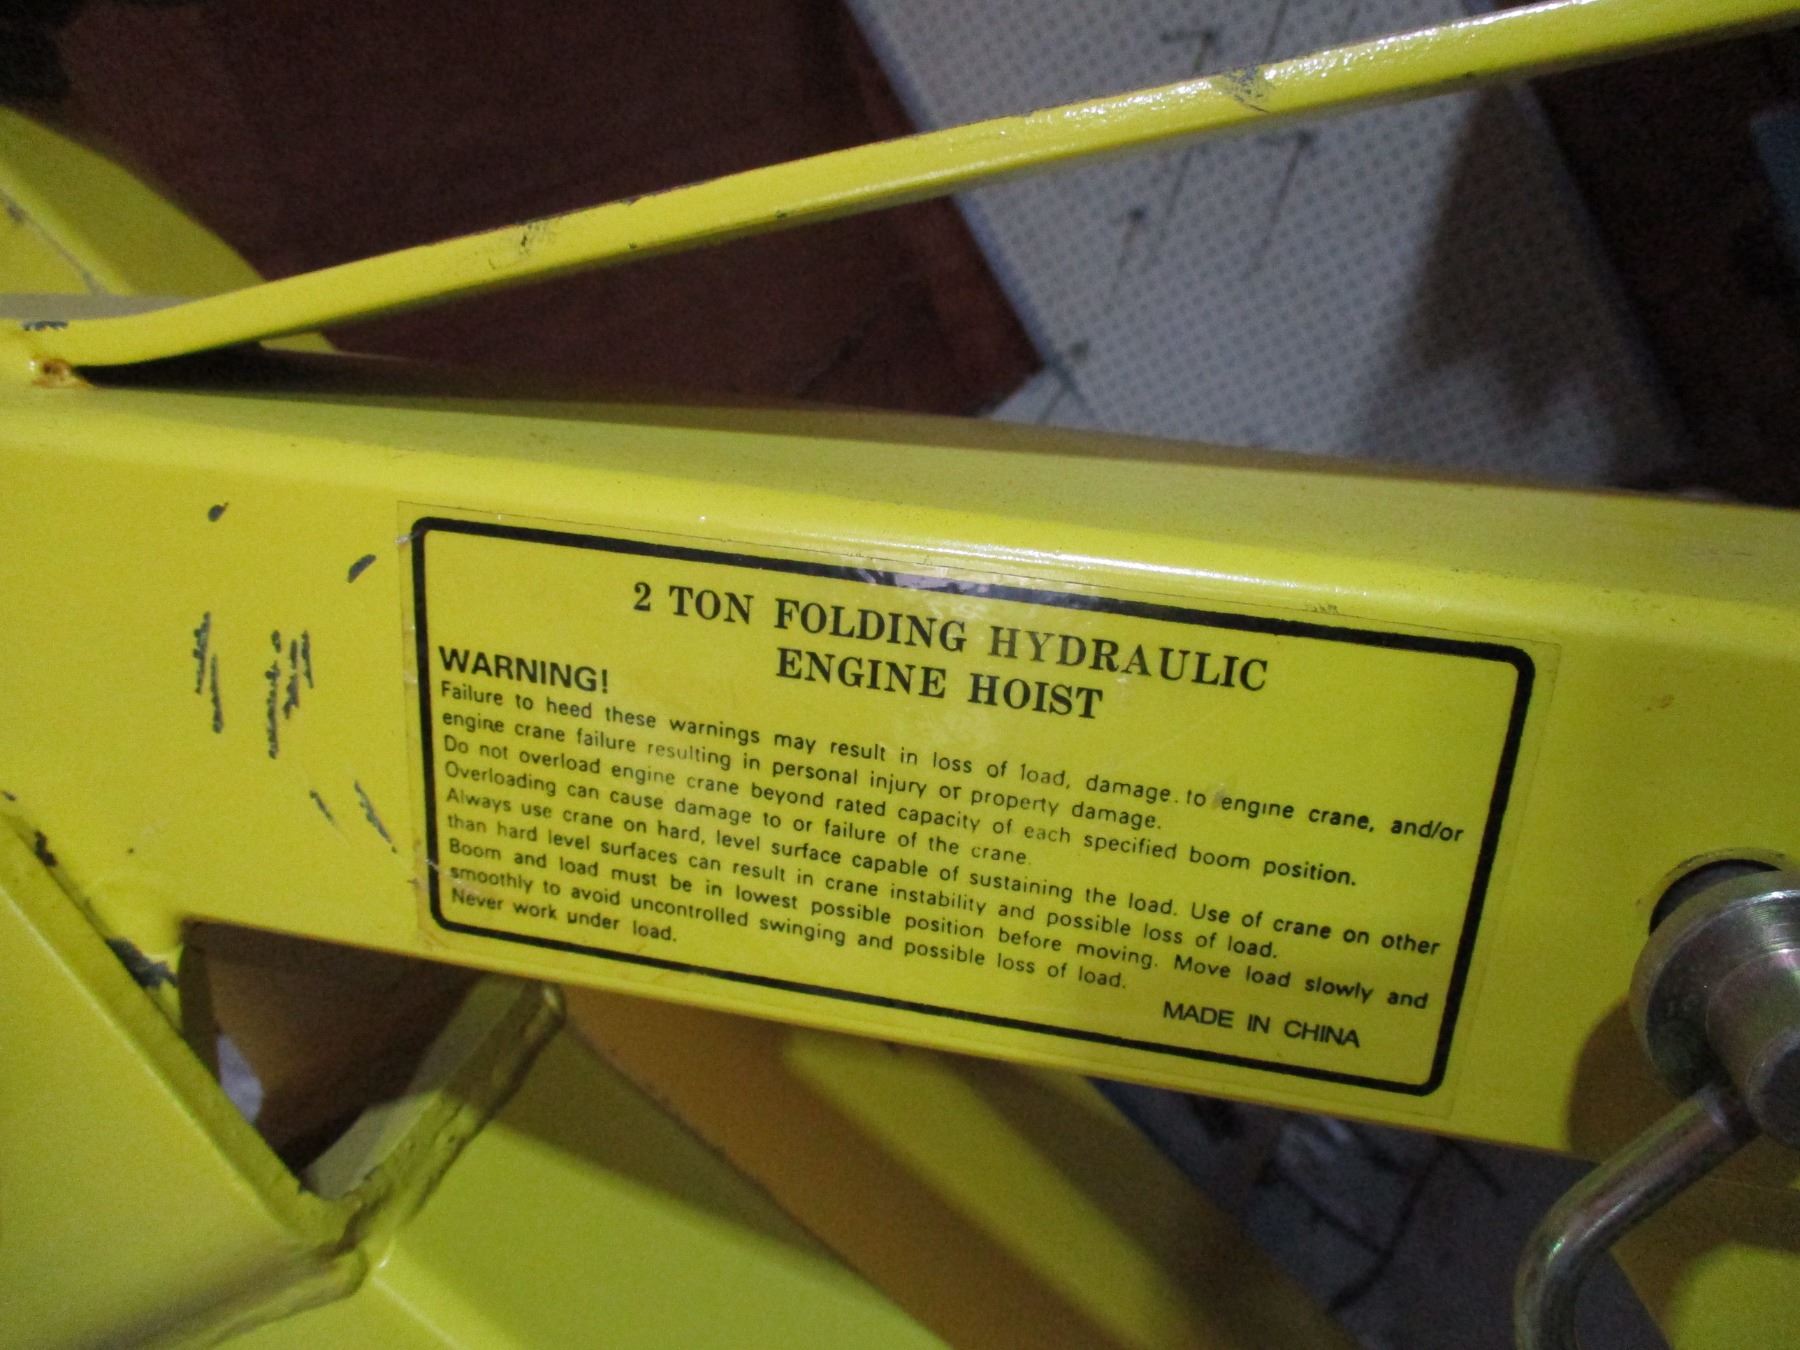 2 TON FOLDING HYDRAULIC
ENGINE HOIST
WARNING!
Failure to heed these warnings may result in loss of load, damage. to engine crane, and/or
engine crane failure resulting in personal injury or property damage.
Do not overload engine crane beyond rated capacity of each specified boom position.
Overloading can cause damage to or failure of the crane.
Always use crane on hard, level surface capable of sustaining the load. Use of crane on other
than hard level surfaces can result in crane instability and possible loss of load.
Boom and load must be in lowest possible position before moving. Move load slowly and
smoothly to avoid uncontrolled swinging and possible loss of load.
Never work under load.
MADE IN CHINA